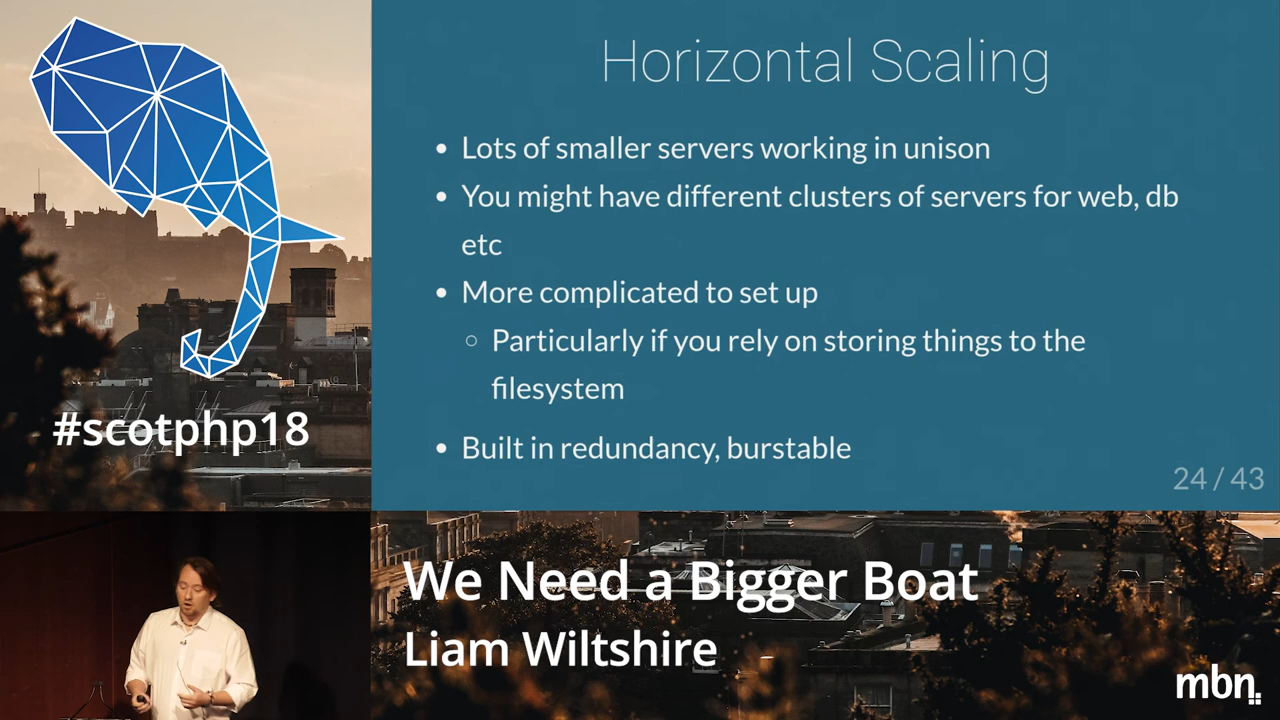 Horizontal Scaling
• Lots of smaller servers working in unison
• You might have different clusters of servers for web, db
etc
• More complicated to set up
○ Particularly if you rely on storing things to the
filesystem
• Built in redundancy, burstable
24 / 43
#scotphp18
We Need a Bigger Boat
Liam Wiltshire
mbn